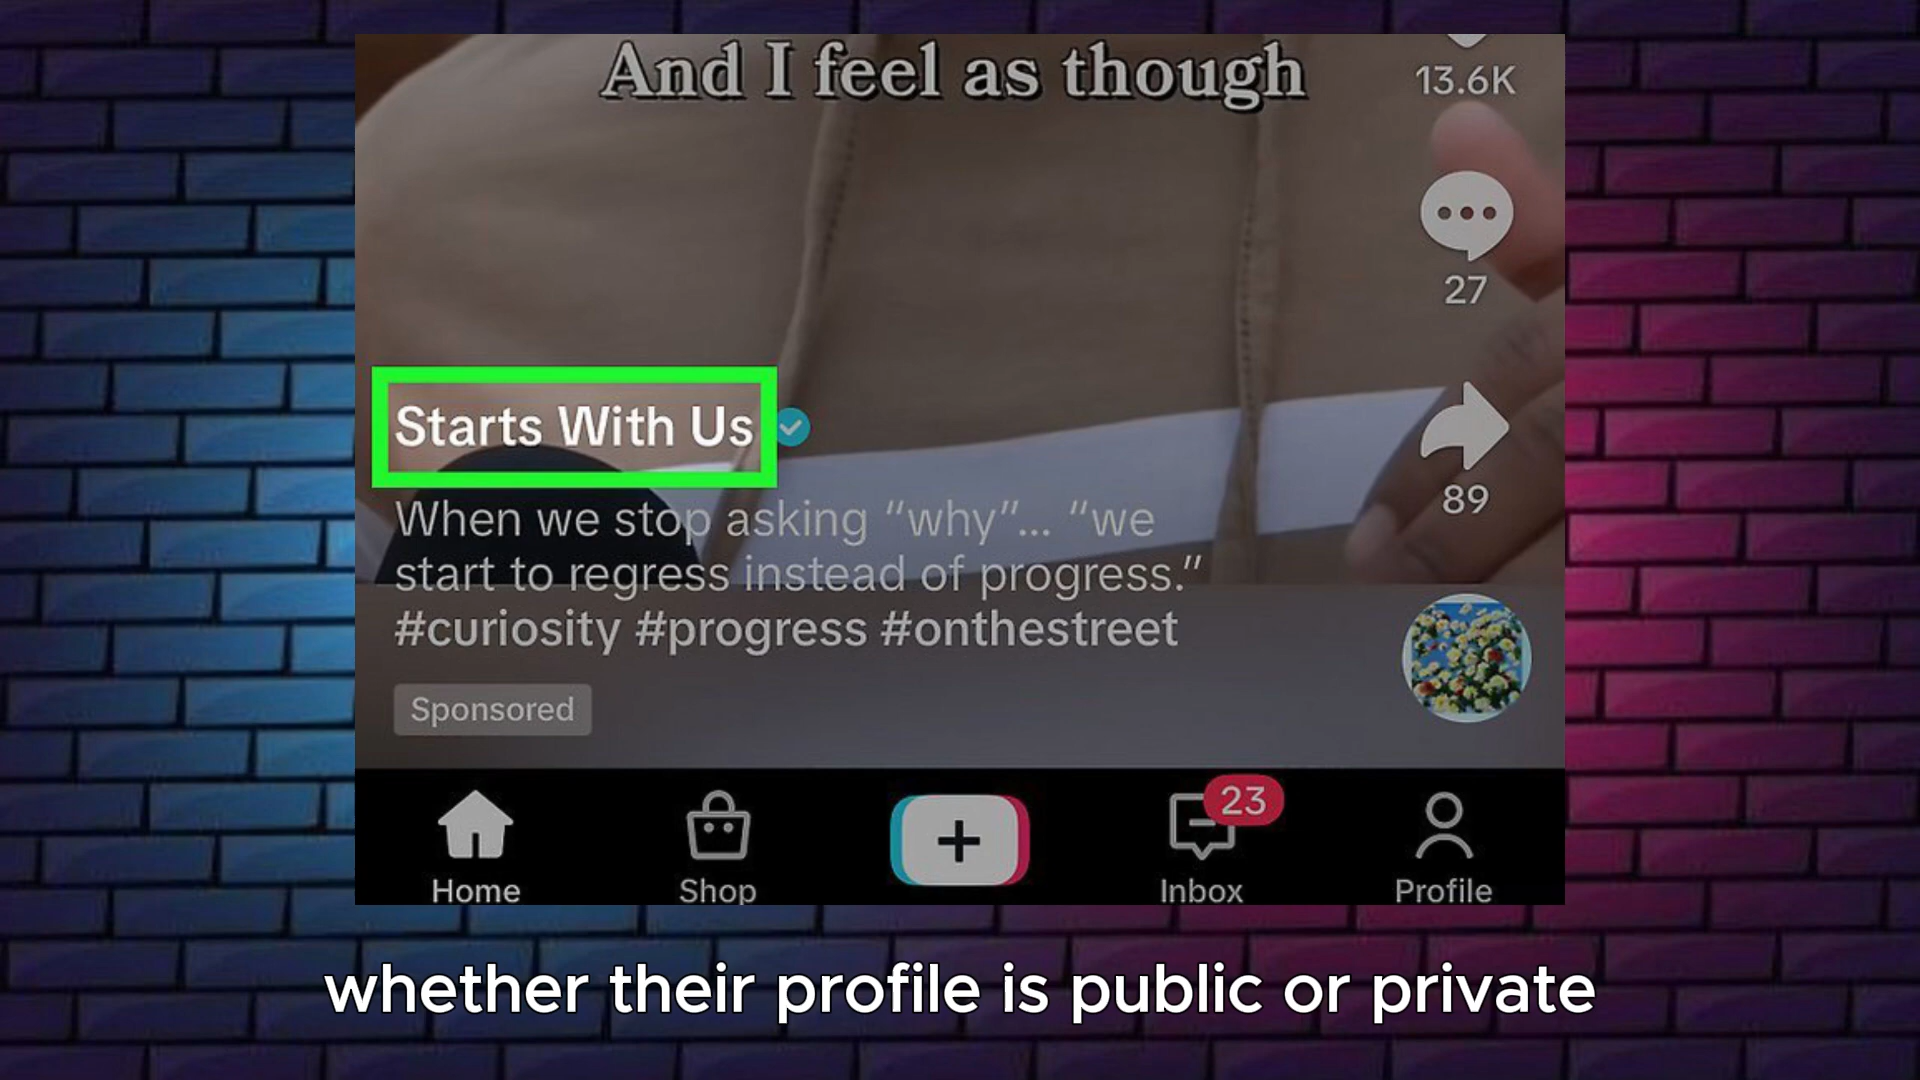 And I feel as though
13.6K
27
Starts With Us
89
When we stop asking “why”... “we
start to regress instead of progress.”
#curiosity #progress #onthestreet
Sponsored
23
Home
Shop
Inbox
Profile
whether their profile is public or private